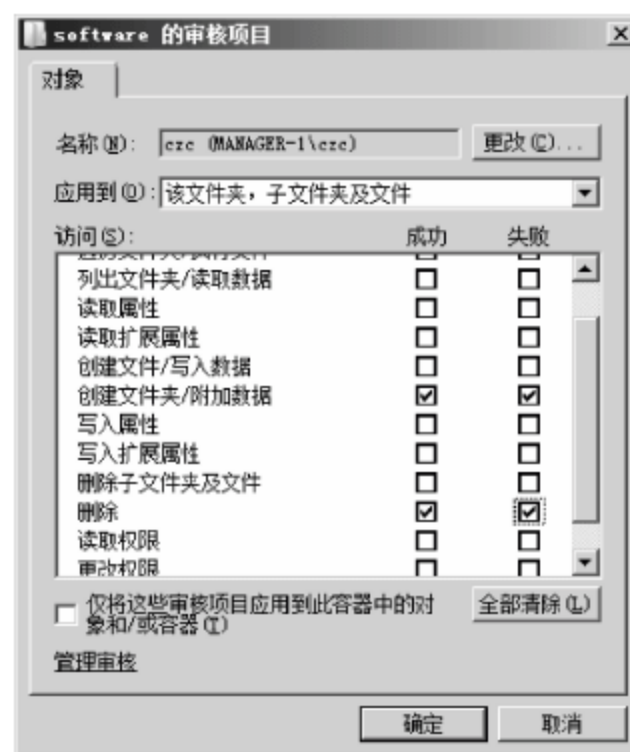 software 的审核项目
对象
名称(N): czc (MANAGER-1\czc) 更改(C)...
应用到(O): 该文件夹，子文件夹及文件
访问(S): 成功 失败
列出文件夹/读取数据
读取属性
读取扩展属性
创建文件/写入数据
创建文件夹/附加数据
写入属性
写入扩展属性
删除子文件夹及文件
删除
读取权限
更改权限
仅将这些审核项目应用到此容器中的对 全部清除(L)
象和/或容器(T)
管理审核
确定 取消